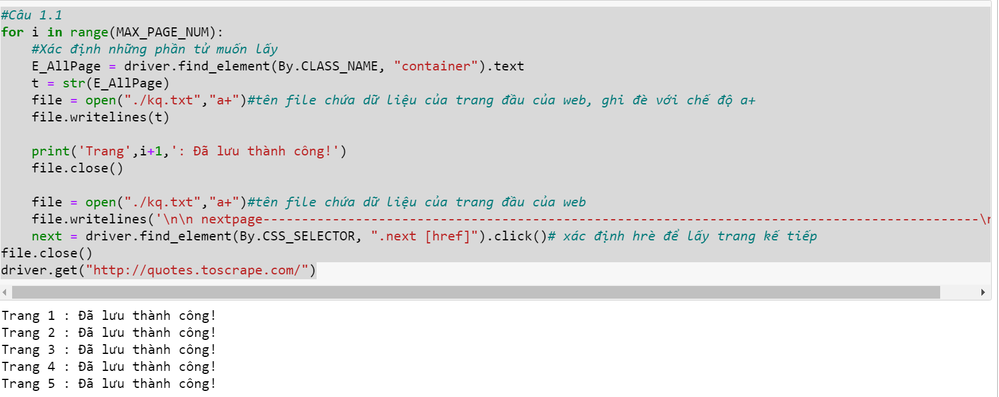 #Câu 1.1
for i in range(MAX_PAGE_NUM):
    #Xác định những phần tử muốn lấy
    E_AllPage = driver.find_element(By.CLASS_NAME, "container").text
    t = str(E_AllPage)
    file = open("./kq.txt","a+")#tên file chứa dữ liệu của trang đầu của web, ghi đè với chế độ a+
    file.writelines(t)
    print('Trang',i+1,': Đã lưu thành công!')
    file.close()
    file = open("./kq.txt","a+")#tên file chứa dữ liệu của trang đầu của web
    file.writelines('\n\n nextpage---------------------------------------------------------------------------------------------\
    next = driver.find_element(By.CSS_SELECTOR, ".next [href]").click()# xác định hrè để lấy trang kế tiếp
file.close()
driver.get("http://quotes.toscrape.com/")
Trang 1 : Đã lưu thành công!
Trang 2 : Đã lưu thành công!
Trang 3 : Đã lưu thành công!
Trang 4 : Đã lưu thành công!
Trang 5 : Đã lưu thành công!